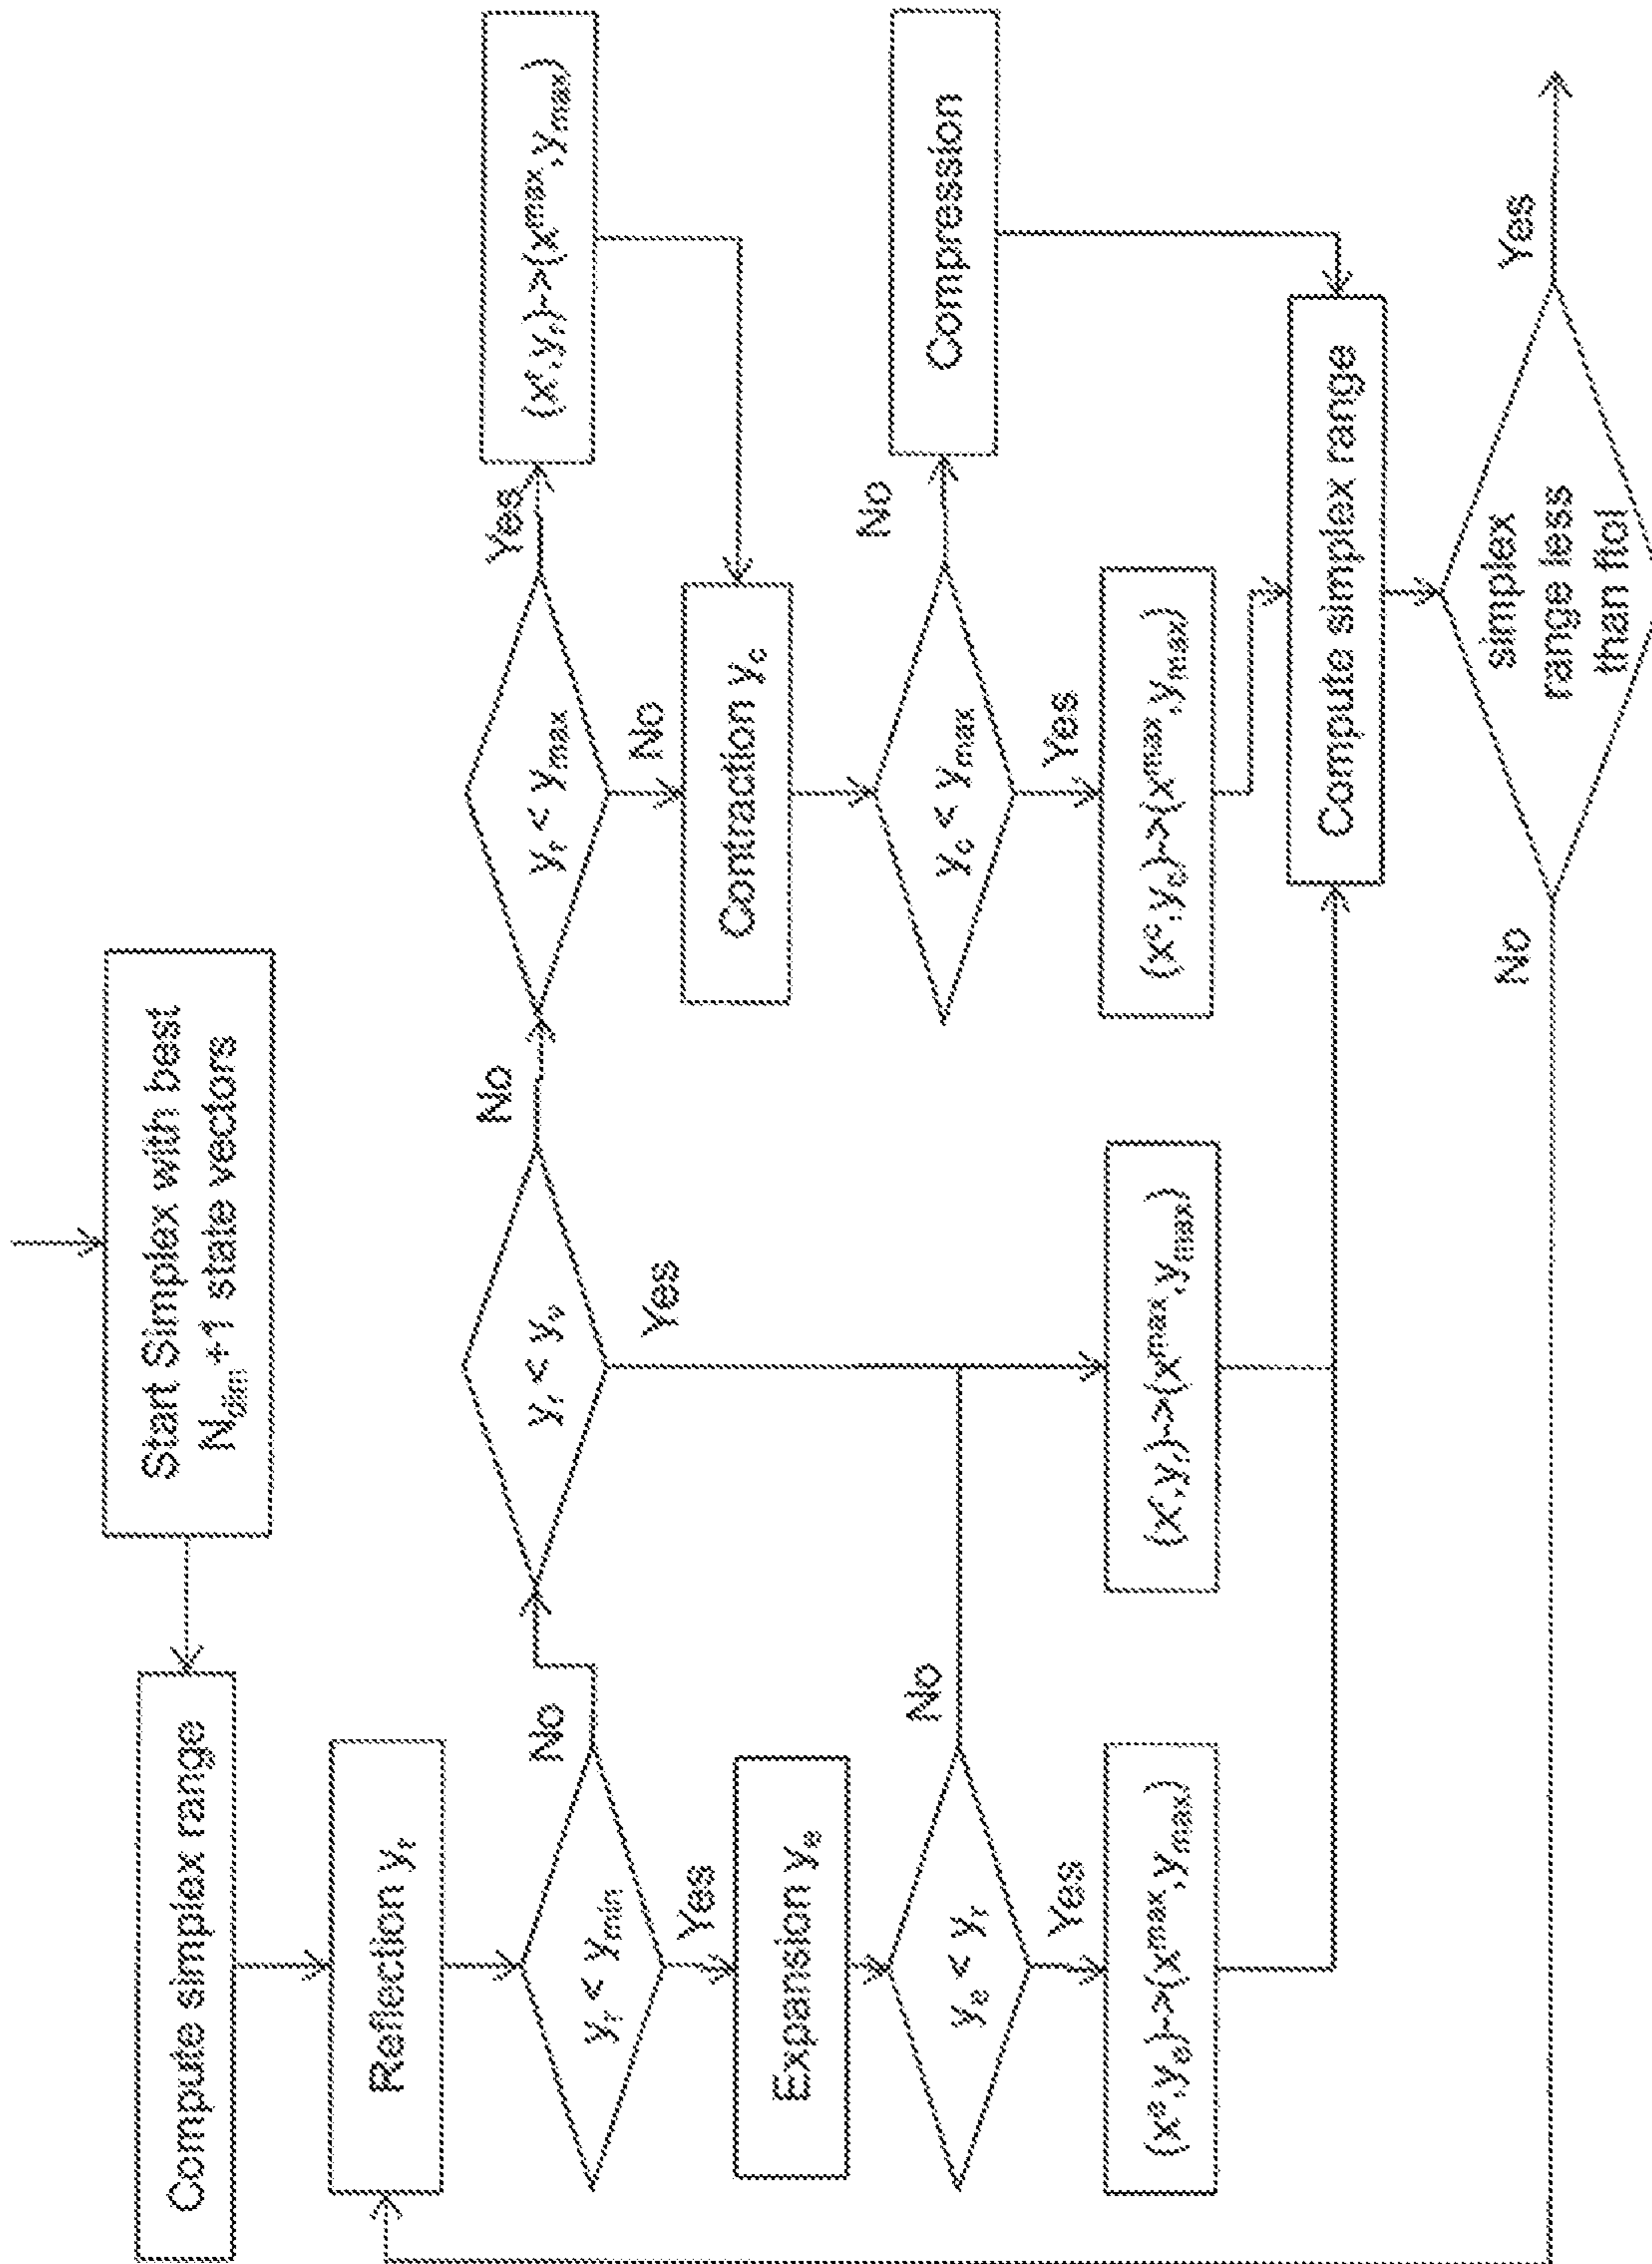 Start Simplex with best
N_dim+1 state vectors
Compute simplex range
Reflection y_r
y_r < y_min
No
Yes
Expansion y_e
y_e < y_r
No
Yes
(x^e,y_e)->(x^max,y_max)
y_r < y_v
No
Yes
(x^r,y_r)->(x^max,y_max)
y_r < y_max
Yes
No
(x^r,y_r)->(x^max,y_max)
Contraction y_c
y_c < y_max
No
Yes
Compression
(x^c,y_c)->(x^max,y_max)
Compute simplex range
simplex
range less
than ftol
No
Yes